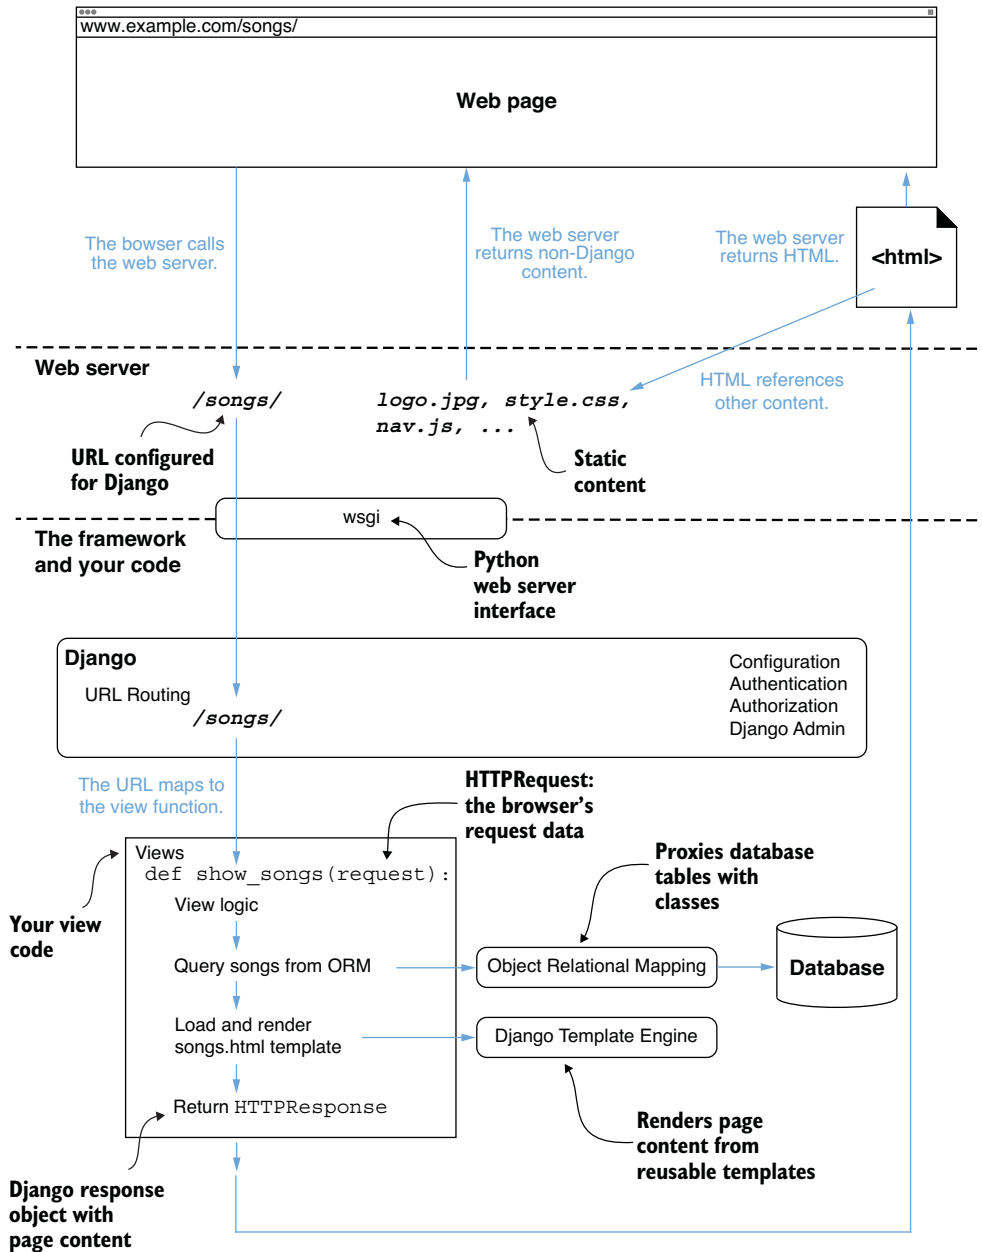 www.example.com/songs/
Web page
The bowser calls
the web server.
The web server
returns non-Django
content.
The web server
returns HTML.
<html>
Web server
/songs/
logo.jpg, style.css,
nav.js, ...
HTML references
other content.
URL configured
for Django
Static
content
wsgi
The framework
and your code
Python
web server
interface
Django
URL Routing
/songs/
Configuration
Authentication
Authorization
Django Admin
The URL maps to
the view function.
HTTPRequest:
the browser's
request data
Views
def show_songs(request):
View logic
Your view
code
Proxies database
tables with
classes
Query songs from ORM
Object Relational Mapping
Database
Load and render
songs.html template
Django Template Engine
Return HTTPResponse
Renders page
content from
reusable templates
Django response
object with
page content